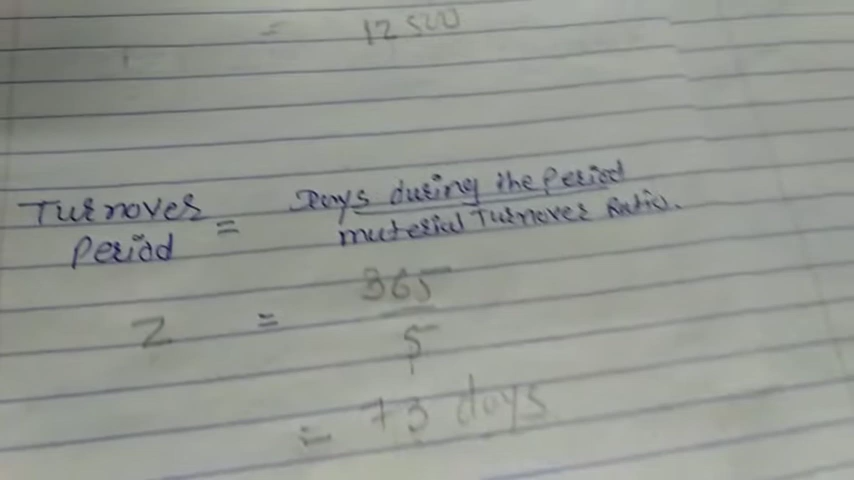 = 12500
Turnover Period = Days during the Period
material Turnover Ratio.
Z = 365
5
= 73 days